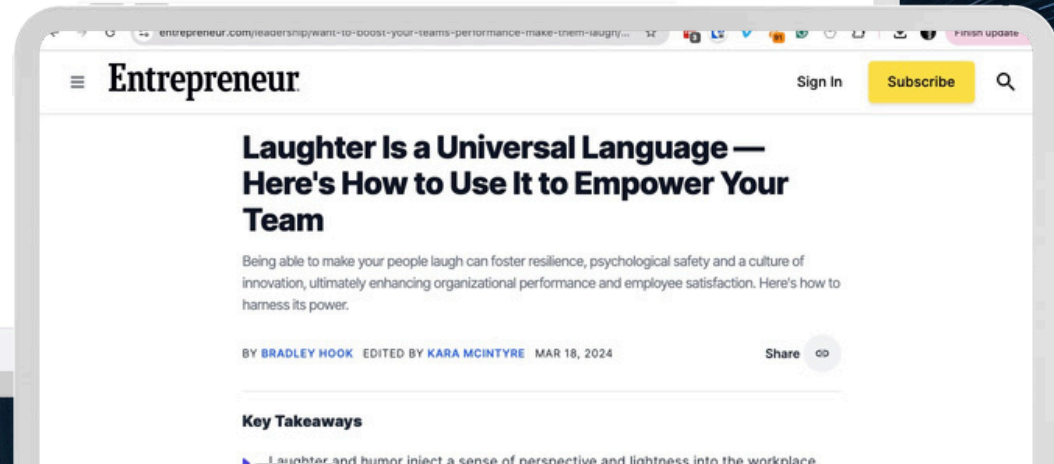 entrepreneur.com/leadership/want-to-boost-your-teams-performance-make-them-laugh/...
Finish update
Entrepreneur
Sign In
Subscribe
Laughter Is a Universal Language —
Here's How to Use It to Empower Your
Team
Being able to make your people laugh can foster resilience, psychological safety and a culture of
innovation, ultimately enhancing organizational performance and employee satisfaction. Here's how to
harness its power.
BY BRADLEY HOOK EDITED BY KARA MCINTYRE MAR 18, 2024
Share
Key Takeaways
Laughter and humor inject a sense of perspective and lightness into the workplace